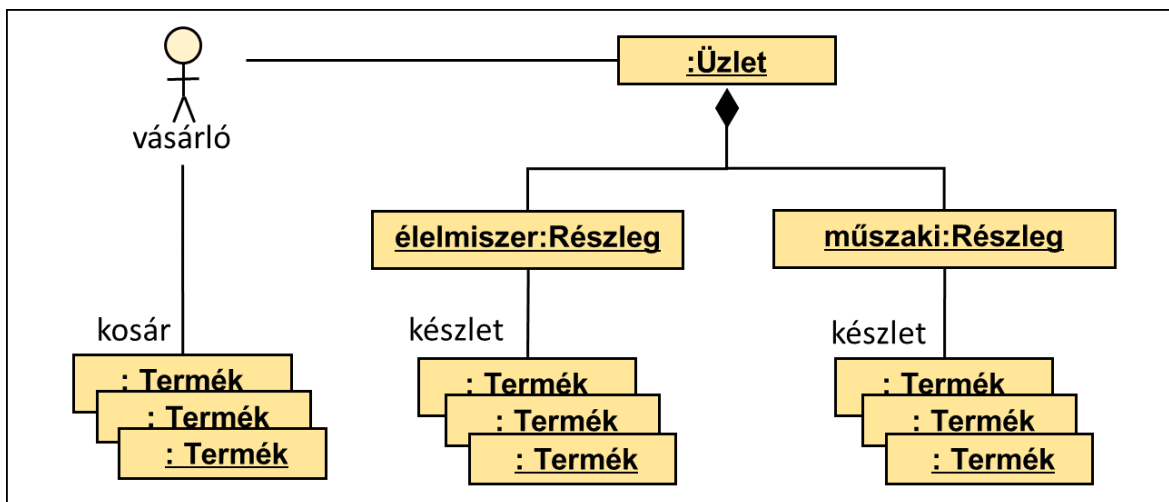 :Üzlet
vásárló
élelmiszer:Részleg
műszaki:Részleg
kosár
: Termék
: Termék
: Termék
készlet
: Termék
: Termék
: Termék
készlet
: Termék
: Termék
: Termék